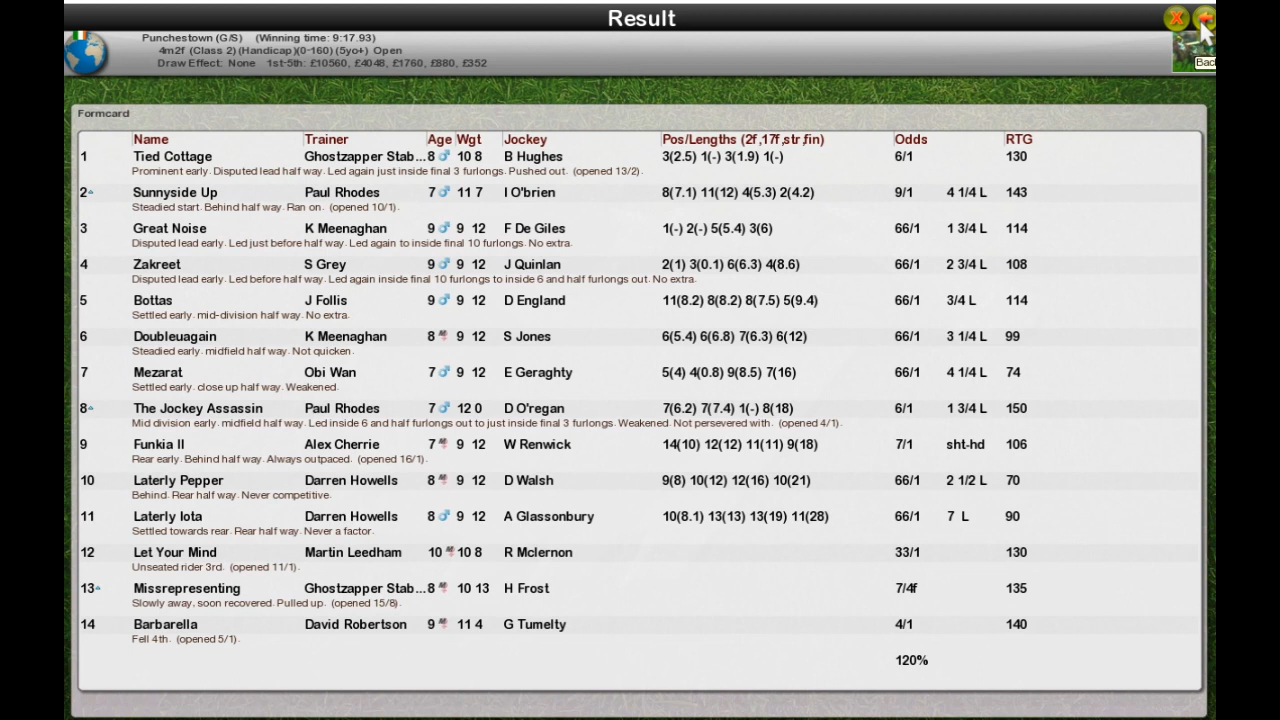 Result
Punchestown (G/S) (Winning time: 9:17.93)
4m2f (Class 2)(Handicap)(0-160)(5yo+) Open
Draw Effect: None 1st-5th: £10560, £4048, £1760, £880, £352
Formcard
Name Trainer Age Wgt Jockey Pos/Lengths (2f,17f,str,fin) Odds RTG
1 Tied Cottage Ghostzapper Stab... 8 10 8 B Hughes 3(2.5) 1(-) 3(1.9) 1(-) 6/1 130
Prominent early. Disputed lead half way. Led again just inside final 3 furlongs. Pushed out. (opened 13/2).
2 Sunnyside Up Paul Rhodes 7 11 7 I O'brien 8(7.1) 11(12) 4(5.3) 2(4.2) 9/1 4 1/4 L 143
Steadied start. Behind half way. Ran on. (opened 10/1).
3 Great Noise K Meenaghan 9 9 12 F De Giles 1(-) 2(-) 5(5.4) 3(6) 66/1 1 3/4 L 114
Disputed lead early. Led just before half way. Led again to inside final 10 furlongs. No extra.
4 Zakreet S Grey 9 9 12 J Quinlan 2(1) 3(0.1) 6(6.3) 4(8.6) 66/1 2 3/4 L 108
Disputed lead early. Led before half way. Led again inside final 10 furlongs to inside 6 and half furlongs out. No extra.
5 Bottas J Follis 9 9 12 D England 11(8.2) 8(8.2) 8(7.5) 5(9.4) 66/1 3/4 L 114
Settled early. mid-division half way. No extra.
6 Doubleuagain K Meenaghan 8 9 12 S Jones 6(5.4) 6(6.8) 7(6.3) 6(12) 66/1 3 1/4 L 99
Steadied early. midfield half way. Not quicken.
7 Mezarat Obi Wan 7 9 12 E Geraghty 5(4) 4(0.8) 9(8.5) 7(16) 66/1 4 1/4 L 74
Settled early. close up half way. Weakened.
8 The Jockey Assassin Paul Rhodes 7 12 0 D O'regan 7(6.2) 7(7.4) 1(-) 8(18) 6/1 1 3/4 L 150
Mid division early. midfield half way. Led inside 6 and half furlongs out to just inside final 3 furlongs. Weakened. Not persevered with. (opened 4/1).
9 Funkia II Alex Cherrie 7 9 12 W Renwick 14(10) 12(12) 11(11) 9(18) 7/1 sht-hd 106
Rear early. Behind half way. Always outpaced. (opened 16/1).
10 Laterly Pepper Darren Howells 8 9 12 D Walsh 9(8) 10(12) 12(16) 10(21) 66/1 2 1/2 L 70
Behind. Rear half way. Never competitive.
11 Laterly Iota Darren Howells 8 9 12 A Glassonbury 10(8.1) 13(13) 13(19) 11(28) 66/1 7 L 90
Settled towards rear. Rear half way. Never a factor.
12 Let Your Mind Martin Leedham 10 10 8 R Mclernon 33/1 130
Unseated rider 3rd. (opened 11/1).
13 Missrepresenting Ghostzapper Stab... 8 10 13 H Frost 7/4f 135
Slowly away, soon recovered. Pulled up. (opened 15/8).
14 Barbarella David Robertson 9 11 4 G Tumelty 4/1 140
Fell 4th. (opened 5/1).
120%